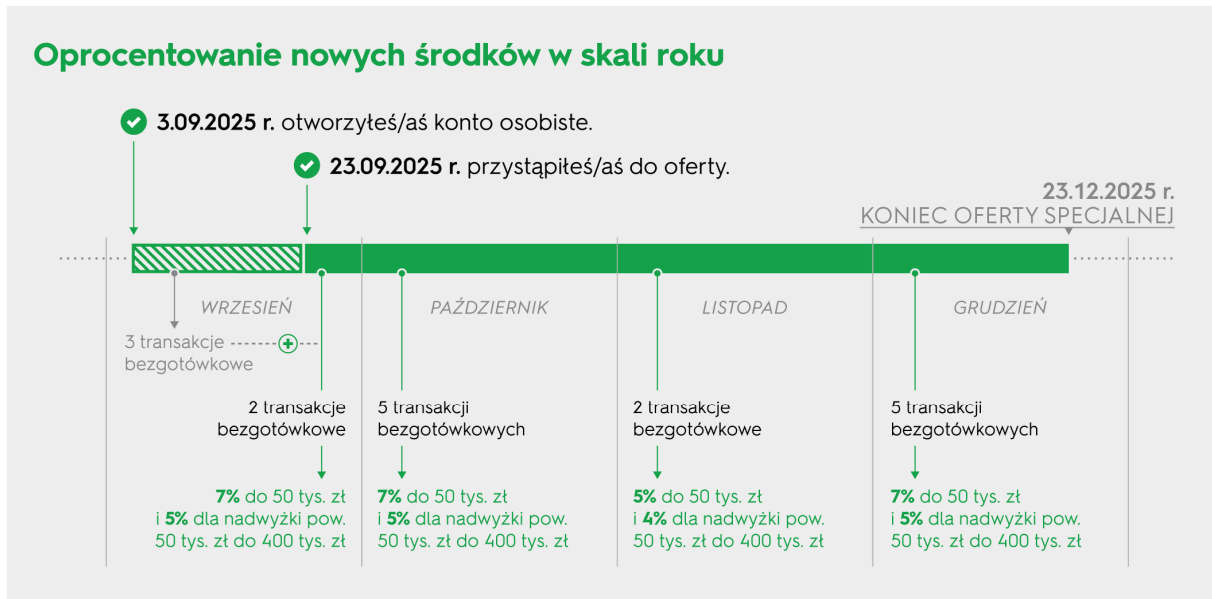 Oprocentowanie nowych środków w skali roku
3.09.2025 r. otworzyłeś/aś konto osobiste.
23.09.2025 r. przystąpiłeś/aś do oferty.
23.12.2025 r.
KONIEC OFERTY SPECJALNEJ
WRZESIEŃ
PAŹDZIERNIK
LISTOPAD
GRUDZIEŃ
3 transakcje
bezgotówkowe
2 transakcje
bezgotówkowe
7% do 50 tys. zł
i 5% dla nadwyżki pow.
50 tys. zł do 400 tys. zł
5 transakcji
bezgotówkowych
7% do 50 tys. zł
i 5% dla nadwyżki pow.
50 tys. zł do 400 tys. zł
2 transakcje
bezgotówkowe
5% do 50 tys. zł
i 4% dla nadwyżki pow.
50 tys. zł do 400 tys. zł
5 transakcji
bezgotówkowych
7% do 50 tys. zł
i 5% dla nadwyżki pow.
50 tys. zł do 400 tys. zł